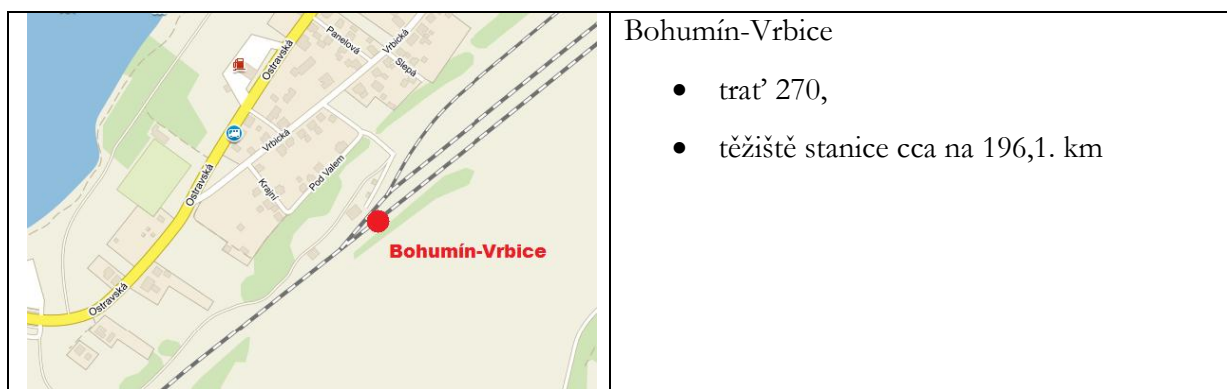 Panelová
Vrbická
Slepá
Ostravská
Vrbická
Ostravská
Krajní
Pod Valem
Bohumín-Vrbice
Ostravská
Bohumín-Vrbice
• trať 270,
• těžiště stanice cca na 196,1. km